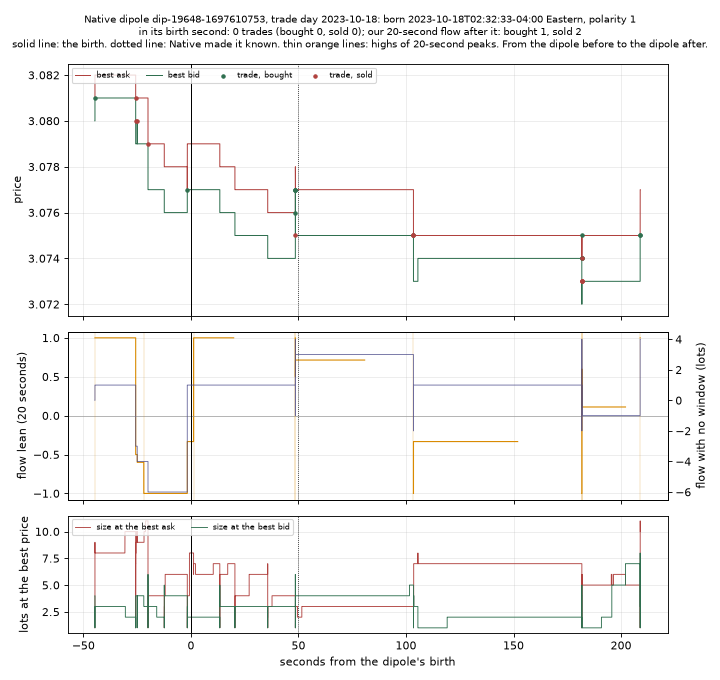 Native dipole dip-19648-1697610753, trade day 2023-10-18: born 2023-10-18T02:32:33-04:00 Eastern, polarity 1
in its birth second: 0 trades (bought 0, sold 0); our 20-second flow after it: bought 1, sold 2
solid line: the birth. dotted line: Native made it known. thin orange lines: highs of 20-second peaks. From the dipole before to the dipole after.
best ask
best bid
trade, bought
trade, sold
price
3.082
3.080
3.078
3.076
3.074
3.072
flow lean (20 seconds)
1.0
0.5
0.0
−0.5
−1.0
4
2
0
−2
−4
−6
flow with no window (lots)
size at the best ask
size at the best bid
lots at the best price
10.0
7.5
5.0
2.5
−50
0
50
100
150
200
seconds from the dipole's birth